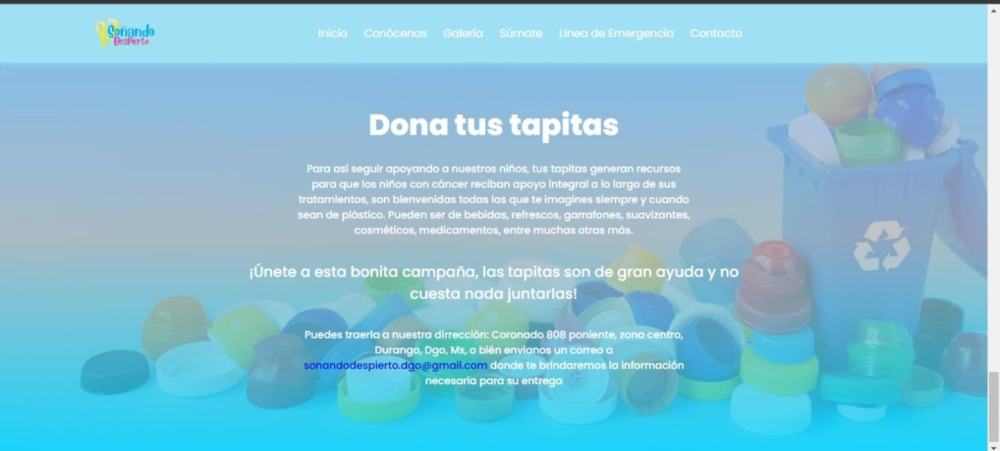 Soñando
DesPierto
Inicio Conócenos Galería Súmate Linea de Emergencia Contacto
Dona tus tapitas
Para así seguir apoyando a nuestros niños, tus tapitas generan recursos
para que los niños con cáncer reciban apoyo integral a lo largo de sus
tratamientos, son bienvenidas todas las que te imagines siempre y cuando
sean de plástico. Pueden ser de bebidas, refrescos, garrafones, suavizantes,
cosméticos, medicamentos, entre muchas otras más.
¡Únete a esta bonita campaña, las tapitas son de gran ayuda y no
cuesta nada juntarlas!
Puedes traerla a nuestra dirrección: Coronado 808 poniente, zona centro,
Durango, Dgo, Mx, o bién envianos un correo a
sonandodespierto.dgo@gmail.com donde te brindaremos la información
necesaria para su entrega